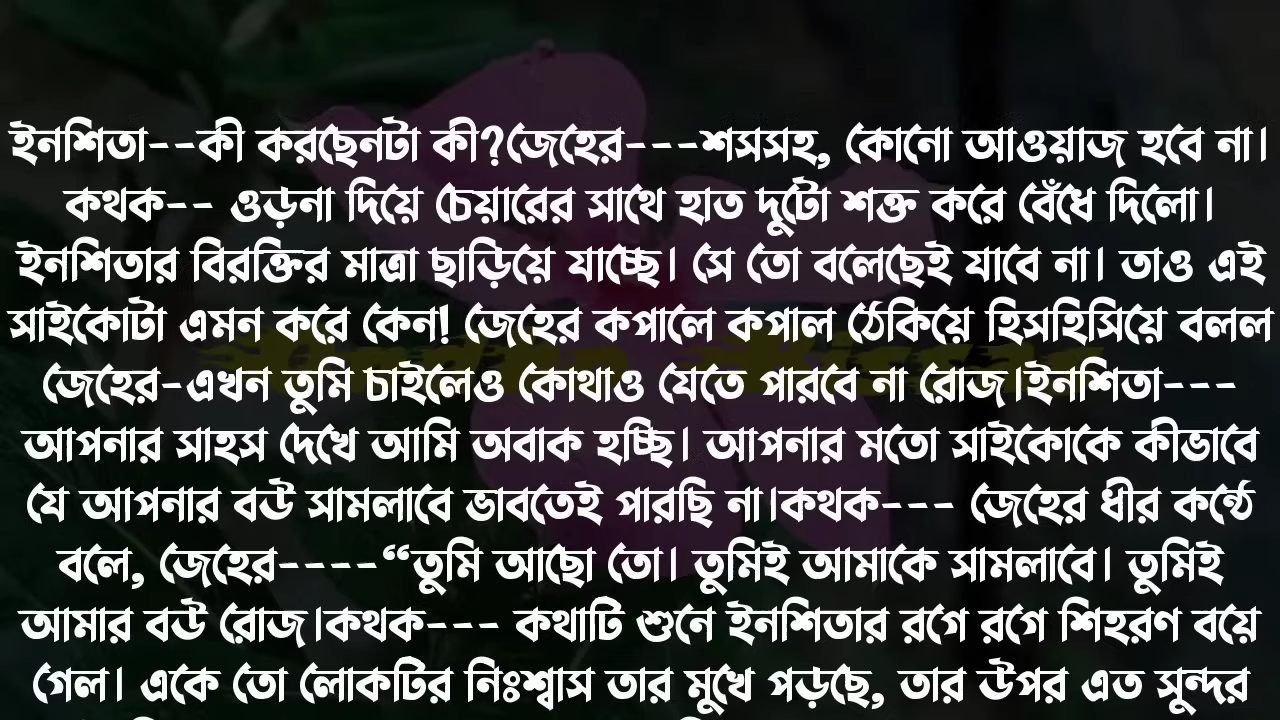 ইনশিতা--কী করছেনটা কী?জেহের---শসসহ, কোনো আওয়াজ হবে না।
কথক-- ওড়না দিয়ে চেয়ারের সাথে হাত দুটো শক্ত করে বেঁধে দিলো।
ইনশিতার বিরক্তির মাত্রা ছাড়িয়ে যাচ্ছে। সে তো বলেছেই যাবে না। তাও এই
সাইকোটা এমন করে কেন! জেহের কপালে কপাল ঠেকিয়ে হিসহিসিয়ে বলল
জেহের-এখন তুমি চাইলেও কোথাও যেতে পারবে না রোজ।ইনশিতা---
আপনার সাহস দেখে আমি অবাক হচ্ছি। আপনার মতো সাইকোকে কীভাবে
যে আপনার বউ সামলাবে ভাবতেই পারছি না।কথক--- জেহের ধীর কন্ঠে
বলে, জেহের----“তুমি আছো তো। তুমিই আমাকে সামলাবে। তুমিই
আমার বউ রোজ।কথক--- কথাটি শুনে ইনশিতার রগে রগে শিহরণ বয়ে
গেল। একে তো লোকটির নিঃশ্বাস তার মুখে পড়ছে, তার উপর এত সুন্দর